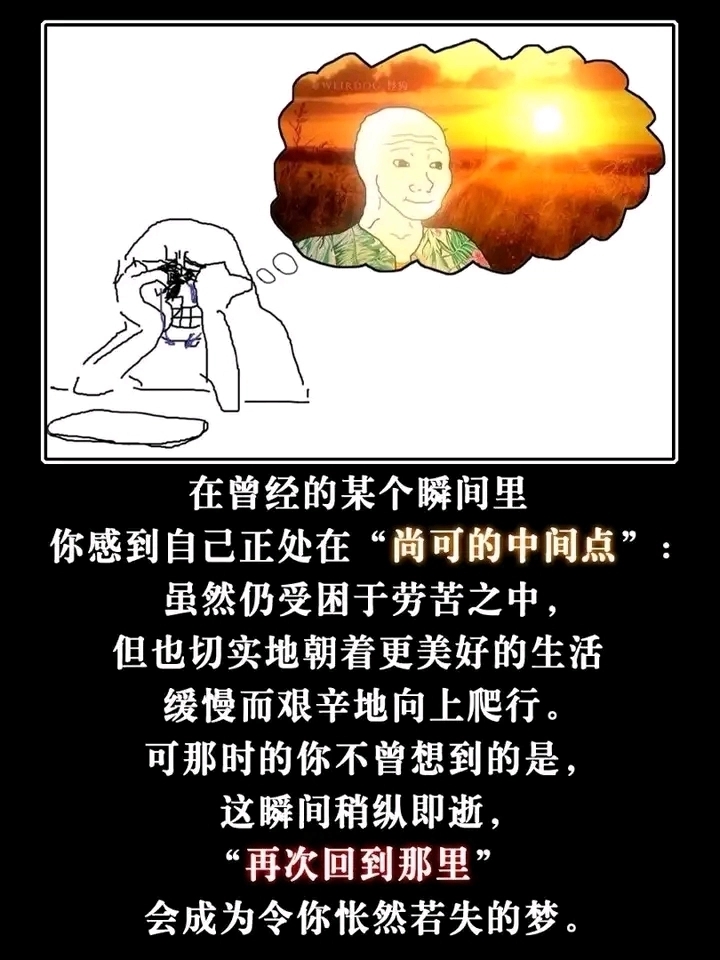 @WEIRDOG 野狗
在曾经的某个瞬间里
你感到自己正处在“尚可的中间点”：
虽然仍受困于劳苦之中，
但也切实地朝着更美好的生活
缓慢而艰辛地向上爬行。
可那时的你不曾想到的是，
这瞬间稍纵即逝，
“再次回到那里”
会成为令你怅然若失的梦。